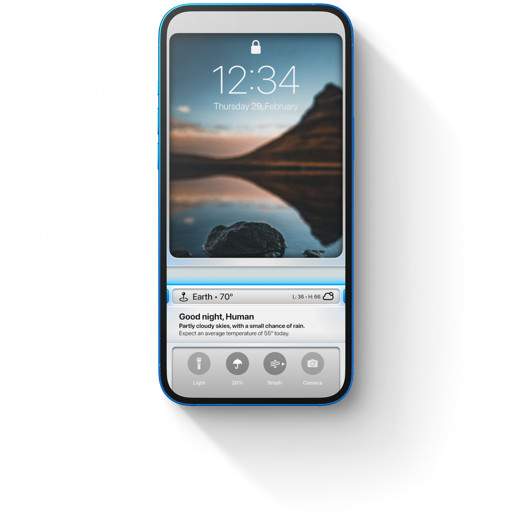 12:34
Thursday 29, February
Earth • 70°
L: 36 • H: 66
Good night, Human
Partly cloudy skies, with a small chance of rain.
Expect an average temperature of 55° today.
Light
20%
Camera